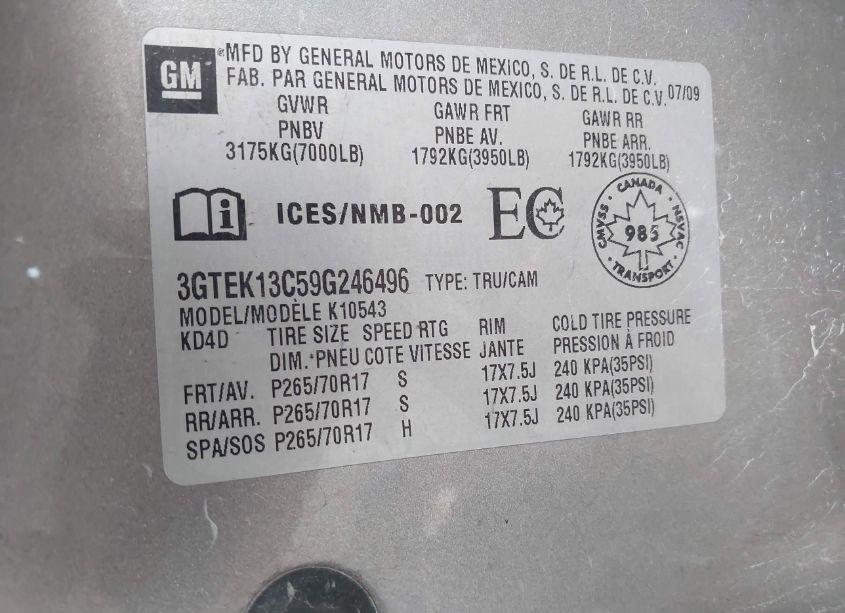 GM
MFD BY GENERAL MOTORS DE MEXICO, S. DE R.L. DE C.V.
FAB. PAR GENERAL MOTORS DE MEXICO, S. DE R.L. DE C.V. 07/09
GVWR GAWR FRT GAWR RR
PNBV PNBE AV. PNBE ARR.
3175KG(7000LB) 1792KG(3950LB) 1792KG(3950LB)
i ICES/NMB-002 EC
CANADA
CMVSS NSVAC
985
TRANSPORT
3GTEK13C59G246496 TYPE: TRU/CAM
MODEL/MODÈLE K10543
KD4D TIRE SIZE SPEED RTG RIM COLD TIRE PRESSURE
DIM. PNEU COTE VITESSE JANTE PRESSION À FROID
FRT/AV. P265/70R17 S 17X7.5J 240 KPA(35PSI)
RR/ARR. P265/70R17 S 17X7.5J 240 KPA(35PSI)
SPA/SOS P265/70R17 H 17X7.5J 240 KPA(35PSI)